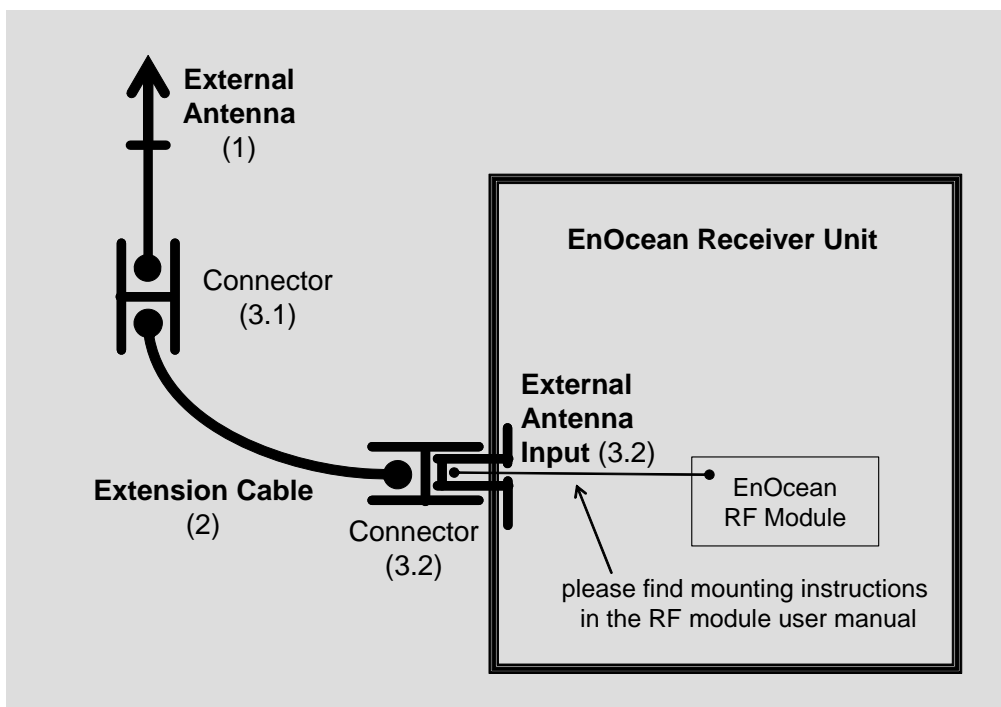 External
Antenna
(1)
Connector
(3.1)
Extension Cable
(2)
Connector
(3.2)
EnOcean Receiver Unit
External
Antenna
Input (3.2)
EnOcean
RF Module
please find mounting instructions
in the RF module user manual